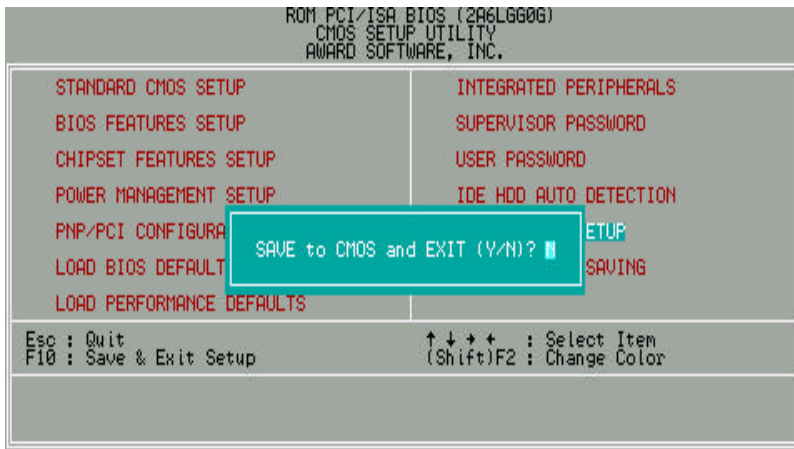 ROM PCI/ISA BIOS (2A6LGG0G)
CMOS SETUP UTILITY
AWARD SOFTWARE, INC.
STANDARD CMOS SETUP
BIOS FEATURES SETUP
CHIPSET FEATURES SETUP
POWER MANAGEMENT SETUP
PNP/PCI CONFIGURA
LOAD BIOS DEFAULT
LOAD PERFORMANCE DEFAULTS
INTEGRATED PERIPHERALS
SUPERVISOR PASSWORD
USER PASSWORD
IDE HDD AUTO DETECTION
ETUP
SAVING
SAVE to CMOS and EXIT (Y/N)? N
Esc : Quit
F10 : Save & Exit Setup
↑ ↓ → ← : Select Item
(Shift)F2 : Change Color